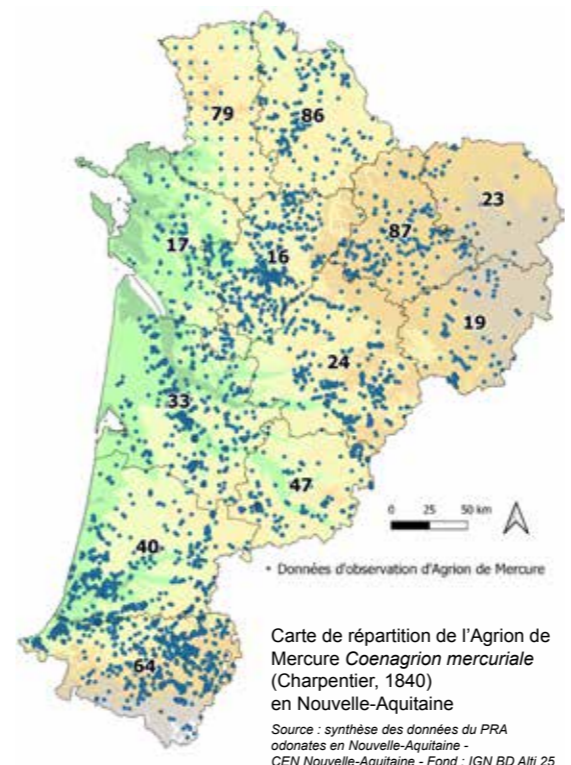 79
86
23
17
16
87
19
24
33
47
0 25 50 km
40
• Données d'observation d'Agrion de Mercure
64
Carte de répartition de l'Agrion de
Mercure Coenagrion mercuriale
(Charpentier, 1840)
en Nouvelle-Aquitaine
Source : synthèse des données du PRA
odonates en Nouvelle-Aquitaine -
CEN Nouvelle-Aquitaine - Fond : IGN BD Alti 25